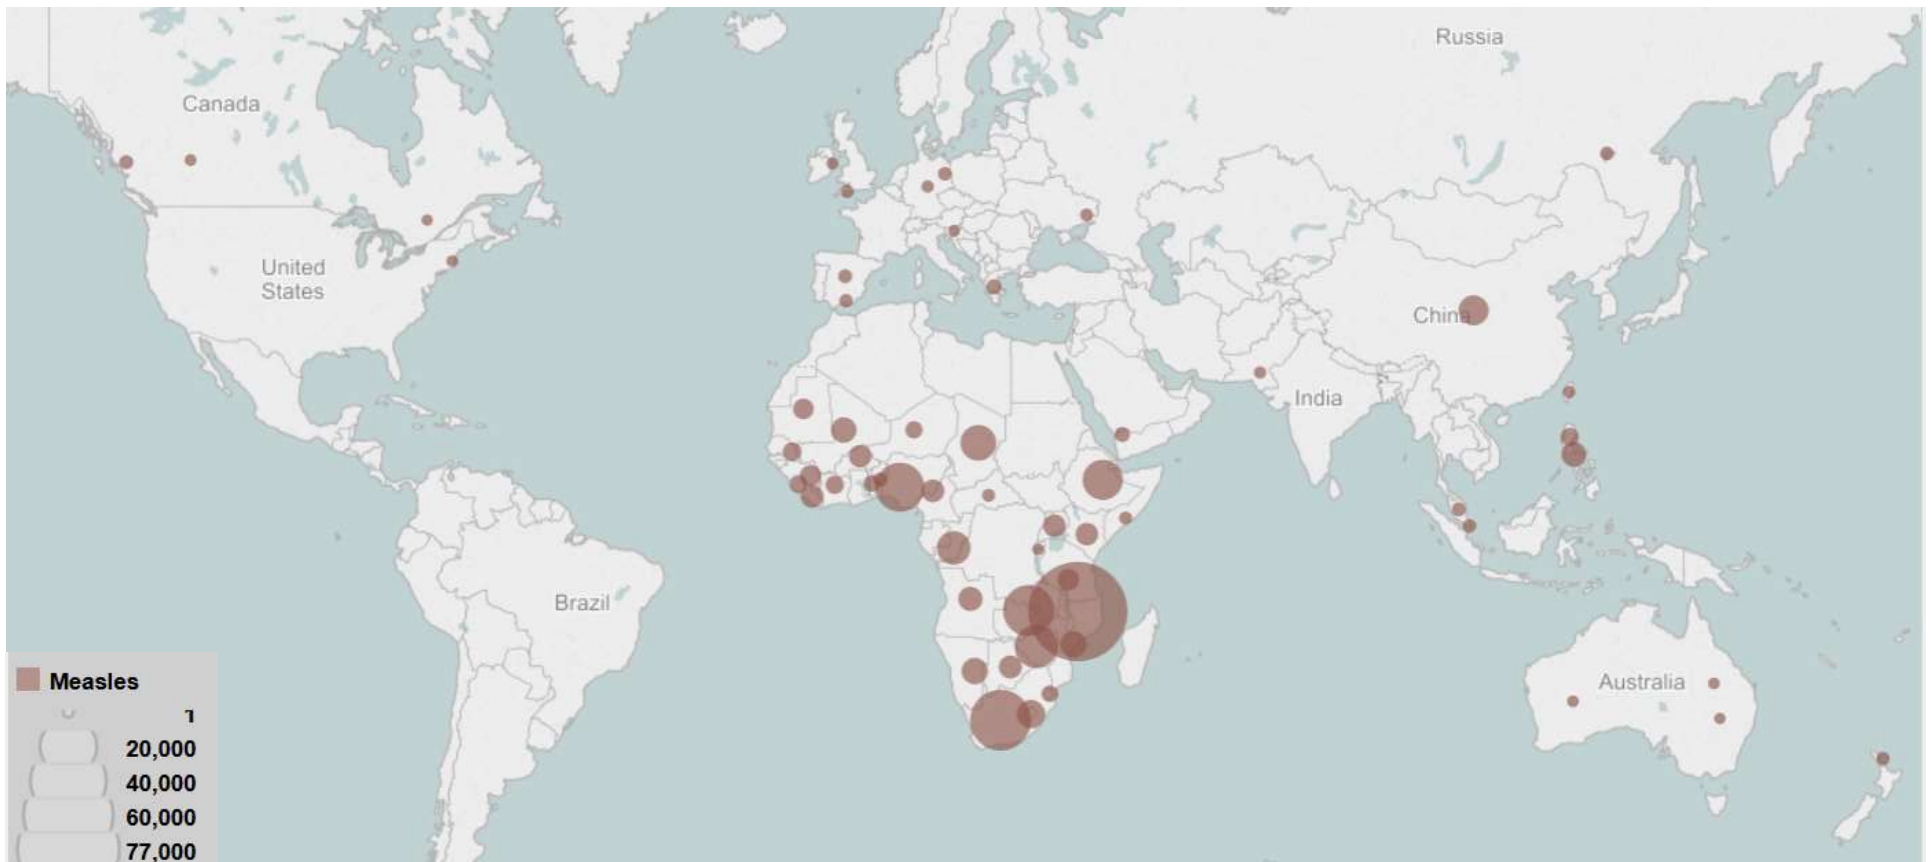 Russia
Canada
United
States
China
India
Brazil
Australia
Measles
1
20,000
40,000
60,000
77,000